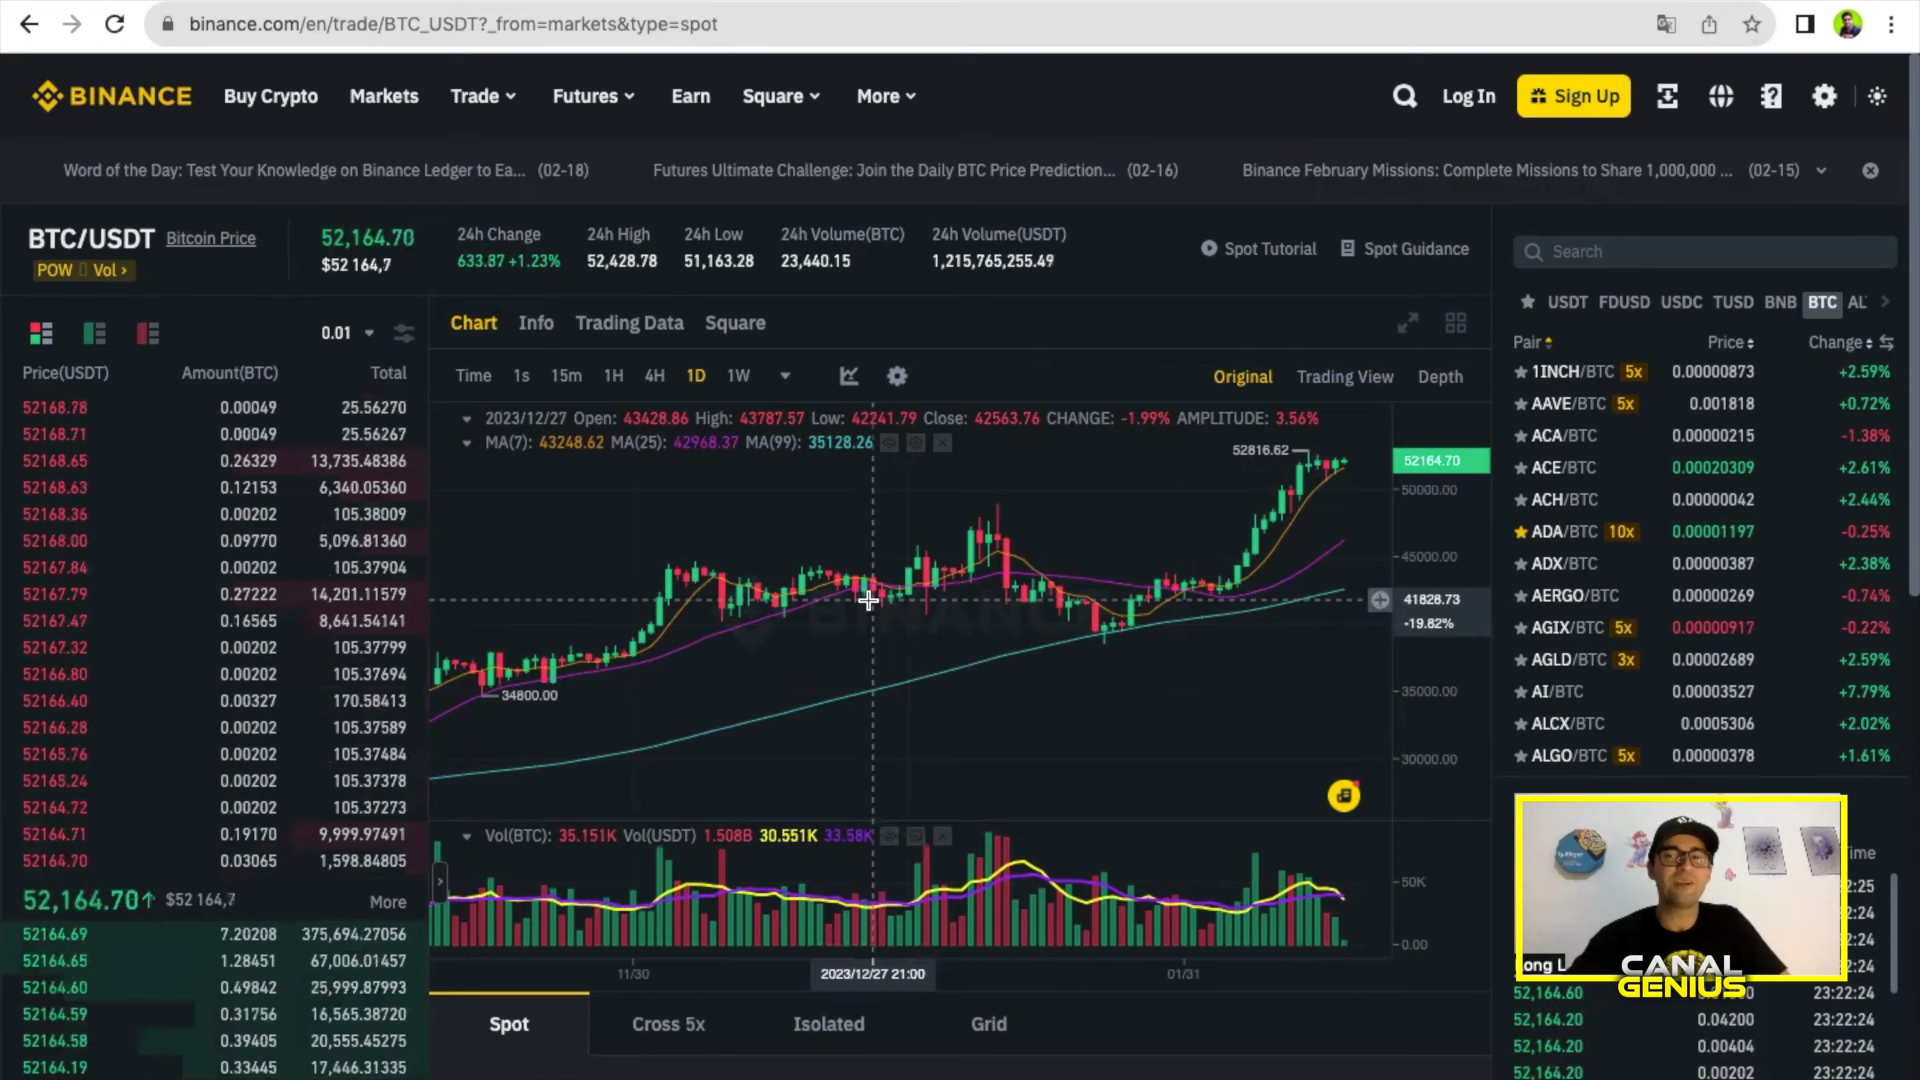 binance.com/en/trade/BTC_USDT?_from=markets&type=spot
BINANCE Buy Crypto Markets Trade Futures Earn Square More Log In Sign Up
Word of the Day: Test Your Knowledge on Binance Ledger to Ea... (02-18) Futures Ultimate Challenge: Join the Daily BTC Price Prediction... (02-16) Binance February Missions: Complete Missions to Share 1,000,000 ... (02-15)
BTC/USDT Bitcoin Price
POW Vol ›
52,164.70
$52 164,7
24h Change
633.87 +1.23%
24h High
52,428.78
24h Low
51,163.28
24h Volume(BTC)
23,440.15
24h Volume(USDT)
1,215,765,255.49
Spot Tutorial Spot Guidance
0.01
Price(USDT) Amount(BTC) Total
52168.78 0.00049 25.56270
52168.71 0.00049 25.56267
52168.65 0.26329 13,735.48386
52168.63 0.12153 6,340.05360
52168.36 0.00202 105.38009
52168.00 0.09770 5,096.81360
52167.84 0.00202 105.37904
52167.79 0.27222 14,201.11579
52167.47 0.16565 8,641.54141
52167.32 0.00202 105.37799
52166.80 0.00202 105.37694
52166.40 0.00327 170.58413
52166.28 0.00202 105.37589
52165.76 0.00202 105.37484
52165.24 0.00202 105.37378
52164.72 0.00202 105.37273
52164.71 0.19170 9,999.97491
52164.70 0.03065 1,598.84805
52,164.70↑ $52 164,7 More
52164.69 7.20208 375,694.27056
52164.65 1.28451 67,006.01457
52164.60 0.49842 25,999.87993
52164.59 0.31756 16,565.38720
52164.58 0.39405 20,555.45275
52164.19 0.33445 17,446.31335
Chart Info Trading Data Square
Time 1s 15m 1H 4H 1D 1W Original Trading View Depth
2023/12/27 Open: 43428.86 High: 43787.57 Low: 42241.79 Close: 42563.76 CHANGE: -1.99% AMPLITUDE: 3.56%
MA(7): 43248.62 MA(25): 42968.37 MA(99): 35128.26
52816.62
52164.70
50000.00
45000.00
BINANCE
41828.73
-19.82%
34800.00
35000.00
30000.00
Vol(BTC): 35.151K Vol(USDT) 1.508B 30.551K 33.58K
50K
0.00
11/30 2023/12/27 21:00 01/31
Spot Cross 5x Isolated Grid
Search
USDT FDUSD USDC TUSD BNB BTC AL
Pair Price Change
1INCH/BTC 5x 0.00000873 +2.59%
AAVE/BTC 5x 0.001818 +0.72%
ACA/BTC 0.00000215 -1.38%
ACE/BTC 0.00020309 +2.61%
ACH/BTC 0.00000042 +2.44%
ADA/BTC 10x 0.00001197 -0.25%
ADX/BTC 0.00000387 +2.38%
AERGO/BTC 0.00000269 -0.74%
AGIX/BTC 5x 0.00000917 -0.22%
AGLD/BTC 3x 0.00002689 +2.59%
AI/BTC 0.00003527 +7.79%
ALCX/BTC 0.0005306 +2.02%
ALGO/BTC 5x 0.00000378 +1.61%
Time
2:25
2:24
2:24
2:24
ong L
CANAL
GENIUS
52,164.60 23:22:24
52,164.20 0.04200 23:22:24
52,164.20 0.00404 23:22:24
52,164.20 0.00202 23:22:24